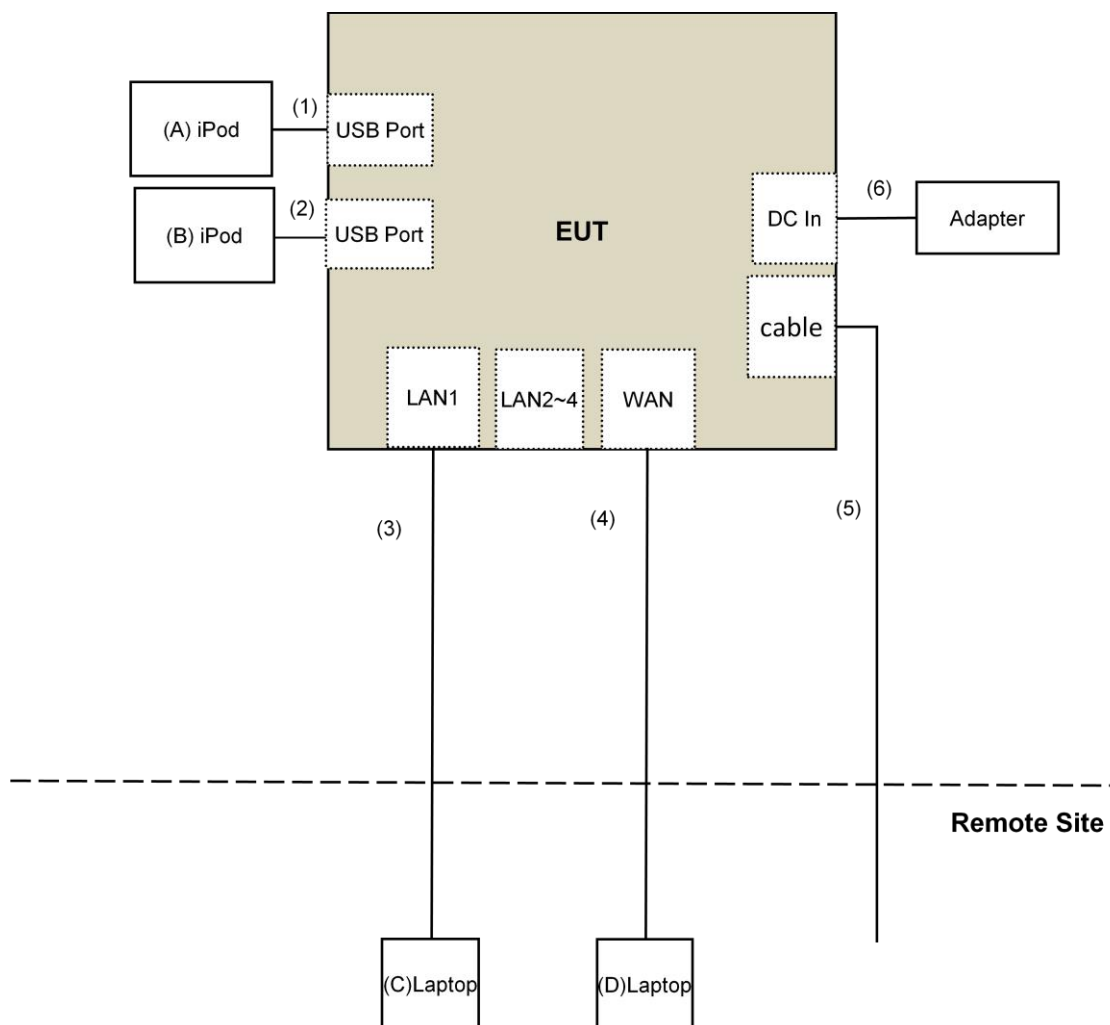 (1)
(A) iPod
USB Port
(2)
(B) iPod
USB Port
EUT
DC In
(6)
Adapter
cable
LAN1
LAN2~4
WAN
(3)
(4)
(5)
Remote Site
(C)Laptop
(D)Laptop